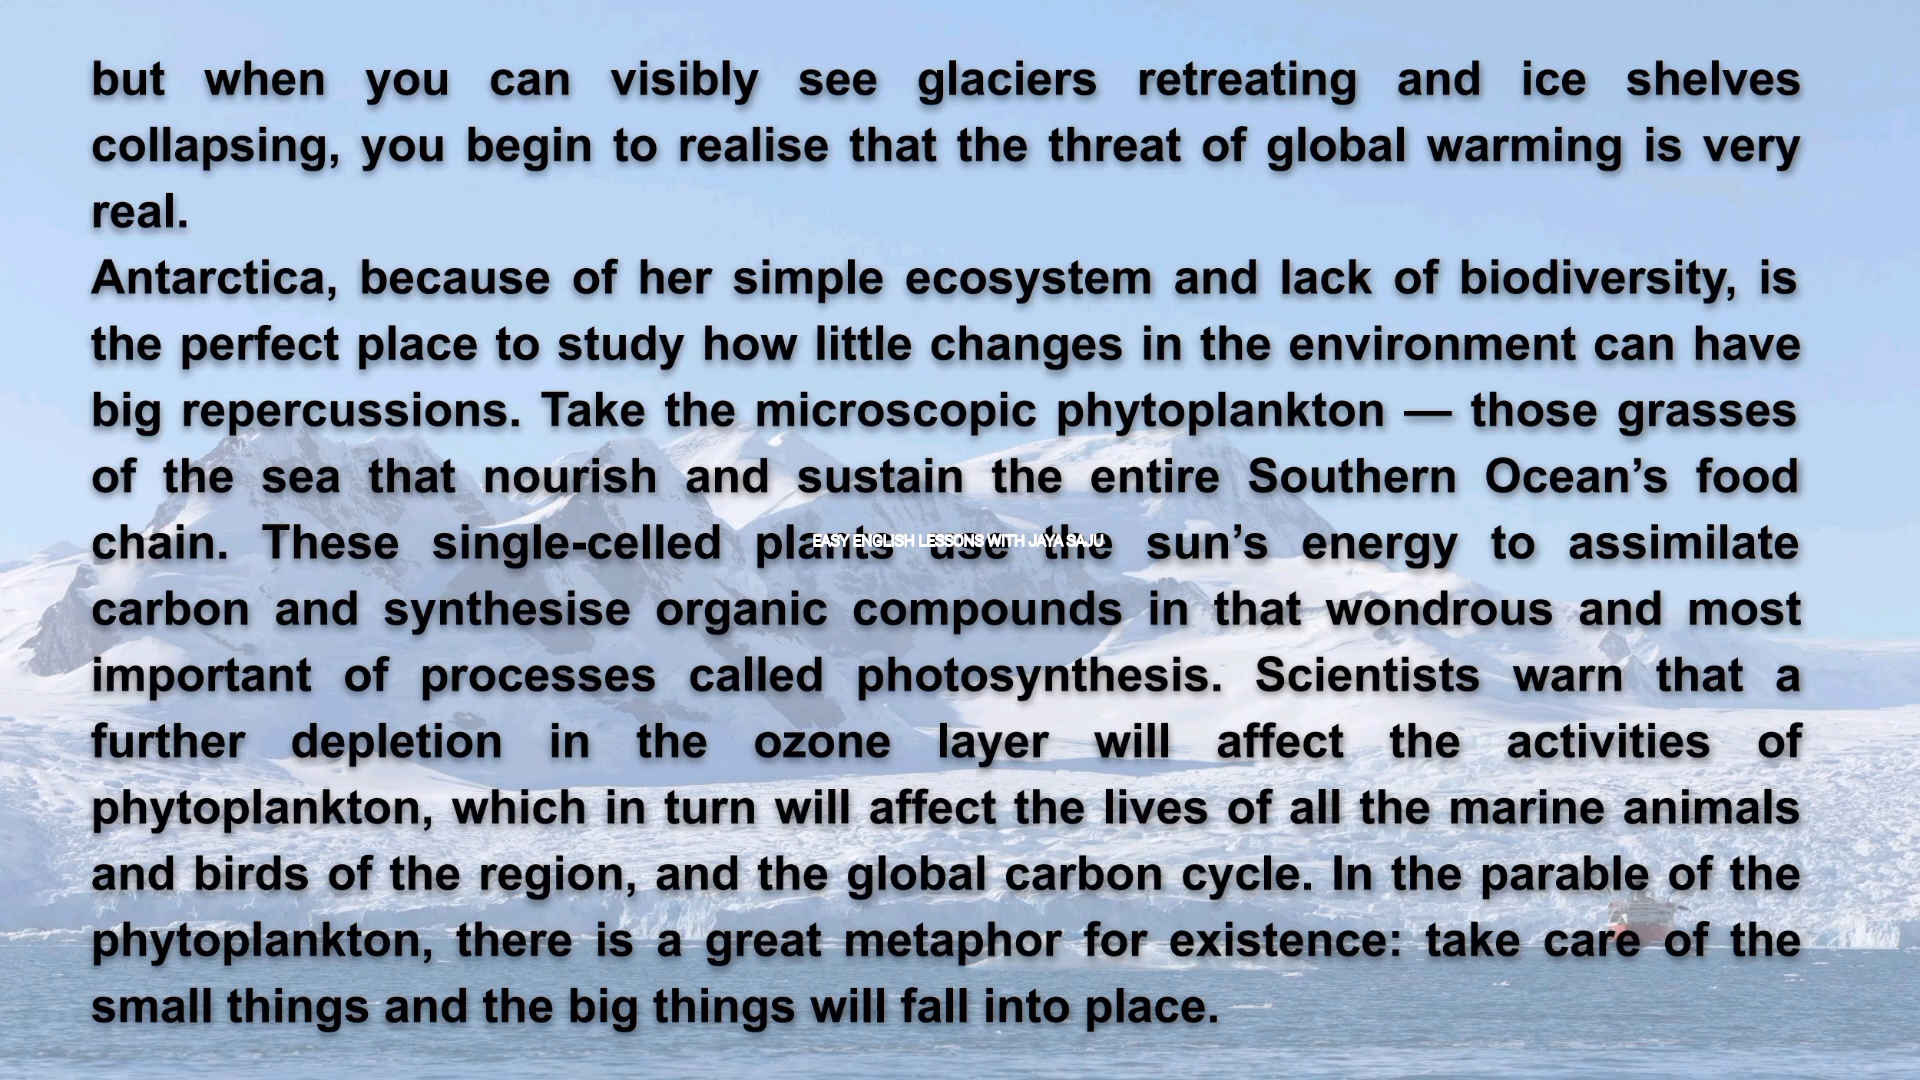 but when you can visibly see glaciers retreating and ice shelves
collapsing, you begin to realise that the threat of global warming is very
real.
Antarctica, because of her simple ecosystem and lack of biodiversity, is
the perfect place to study how little changes in the environment can have
big repercussions. Take the microscopic phytoplankton — those grasses
of the sea that nourish and sustain the entire Southern Ocean’s food
chain. These single-celled plants use the sun’s energy to assimilate
EASY ENGLISH LESSONS WITH JAYA SAJU
carbon and synthesise organic compounds in that wondrous and most
important of processes called photosynthesis. Scientists warn that a
further depletion in the ozone layer will affect the activities of
phytoplankton, which in turn will affect the lives of all the marine animals
and birds of the region, and the global carbon cycle. In the parable of the
phytoplankton, there is a great metaphor for existence: take care of the
small things and the big things will fall into place.